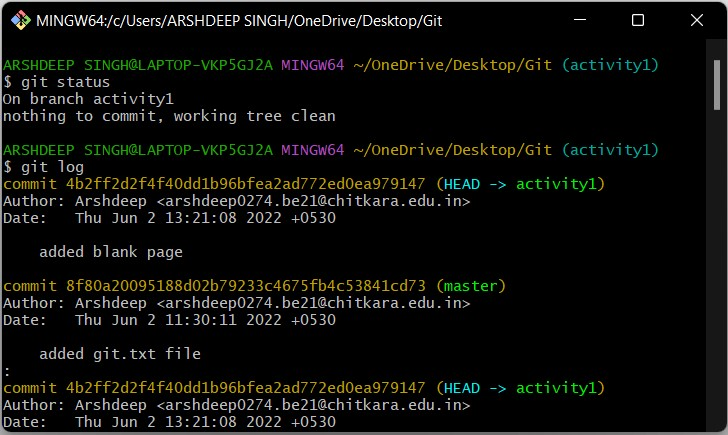 MINGW64:/c/Users/ARSHDEEP SINGH/OneDrive/Desktop/Git
ARSHDEEP SINGH@LAPTOP-VKP5GJ2A MINGW64 ~/OneDrive/Desktop/Git (activity1)
$ git status
On branch activity1
nothing to commit, working tree clean
ARSHDEEP SINGH@LAPTOP-VKP5GJ2A MINGW64 ~/OneDrive/Desktop/Git (activity1)
$ git log
commit 4b2ff2d2f4f40dd1b96bfea2ad772ed0ea979147 (HEAD -> activity1)
Author: Arshdeep <arshdeep0274.be21@chitkara.edu.in>
Date:   Thu Jun 2 13:21:08 2022 +0530
    added blank page
commit 8f80a20095188d02b79233c4675fb4c53841cd73 (master)
Author: Arshdeep <arshdeep0274.be21@chitkara.edu.in>
Date:   Thu Jun 2 11:30:11 2022 +0530
    added git.txt file
:
commit 4b2ff2d2f4f40dd1b96bfea2ad772ed0ea979147 (HEAD -> activity1)
Author: Arshdeep <arshdeep0274.be21@chitkara.edu.in>
Date:   Thu Jun 2 13:21:08 2022 +0530